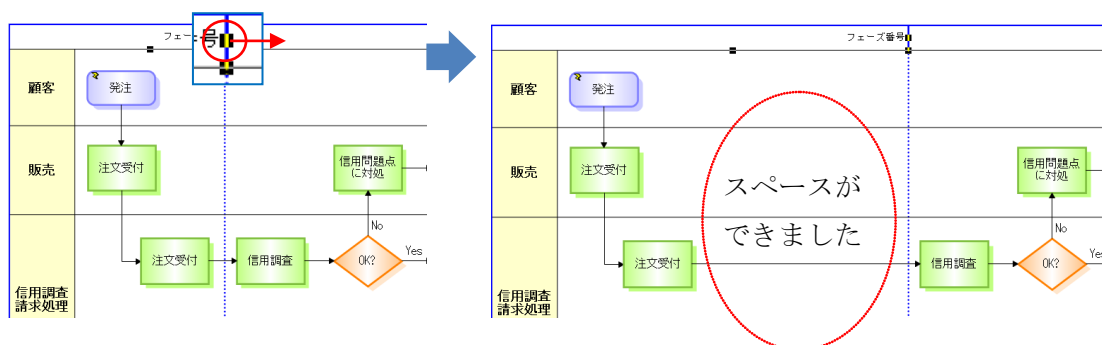 フェー
号
顧客
発注
販売
注文受付
信用問題点
に対処
No
注文受付
信用調査
OK?
Yes
信用調査
請求処理
フェーズ番号
顧客
発注
販売
注文受付
信用問題点
に対処
スペースが
できました
No
注文受付
信用調査
OK?
Yes
信用調査
請求処理